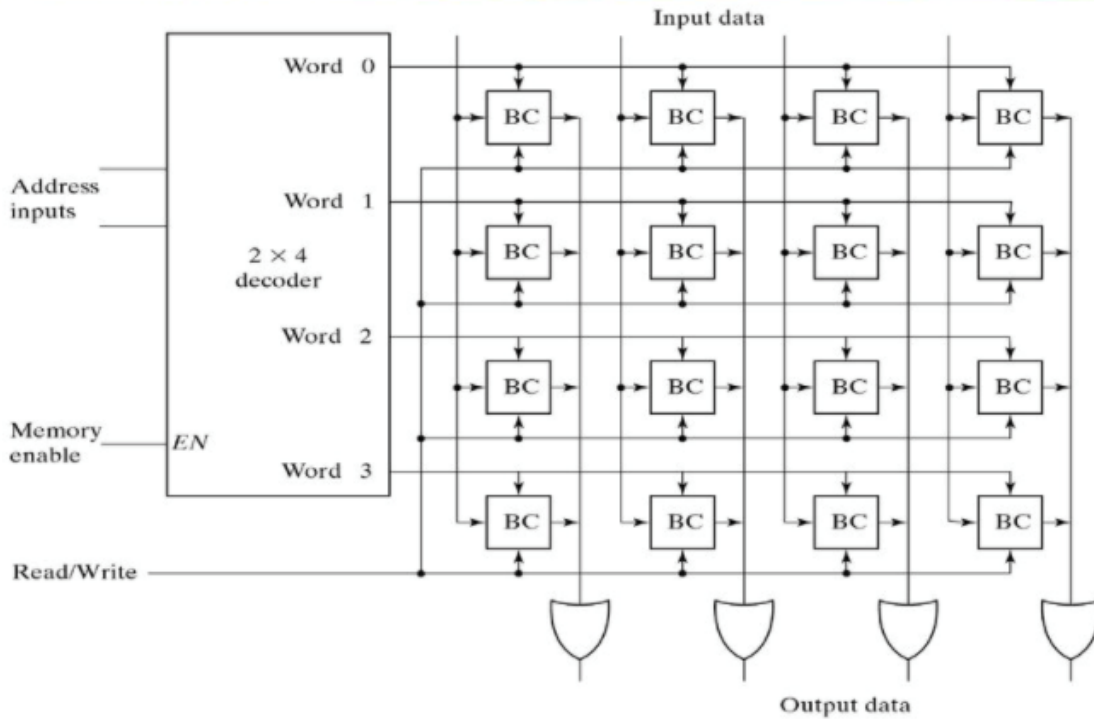 Input data
Word 0
BC BC BC BC
Address
inputs
Word 1
2 × 4
decoder
BC BC BC BC
Word 2
BC BC BC BC
Memory
enable
EN
Word 3
BC BC BC BC
Read/Write
Output data